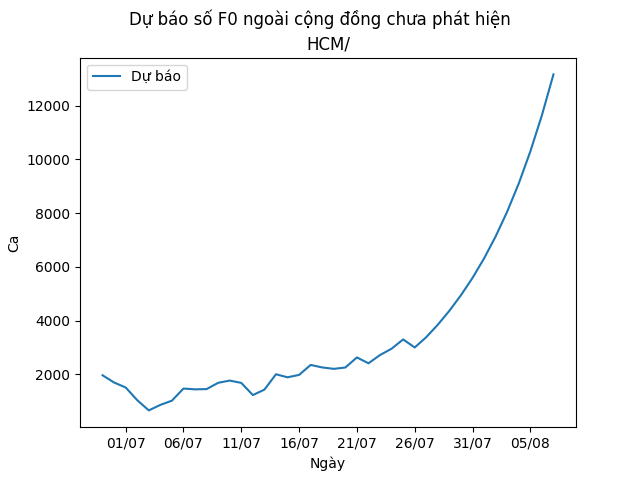 Dự báo số F0 ngoài cộng đồng chưa phát hiện
HCM/
Dự báo
12000
10000
8000
6000
4000
2000
Ca
01/07 06/07 11/07 16/07 21/07 26/07 31/07 05/08
Ngày